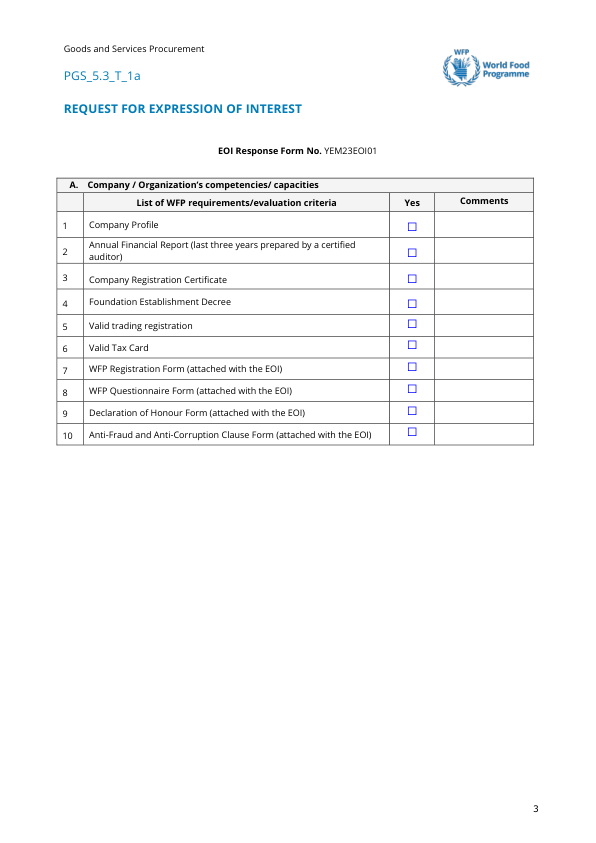 Goods and Services Procurement
WFP
World Food
Programme
PGS_5.3_T_1a
REQUEST FOR EXPRESSION OF INTEREST
EOI Response Form No. YEM23EOI01
A. Company / Organization's competencies/ capacities
List of WFP requirements/evaluation criteria Yes Comments
1 Company Profile ☐
2 Annual Financial Report (last three years prepared by a certified
auditor) ☐
3 Company Registration Certificate ☐
4 Foundation Establishment Decree ☐
5 Valid trading registration ☐
6 Valid Tax Card ☐
7 WFP Registration Form (attached with the EOI) ☐
8 WFP Questionnaire Form (attached with the EOI) ☐
9 Declaration of Honour Form (attached with the EOI) ☐
10 Anti-Fraud and Anti-Corruption Clause Form (attached with the EOI) ☐
3